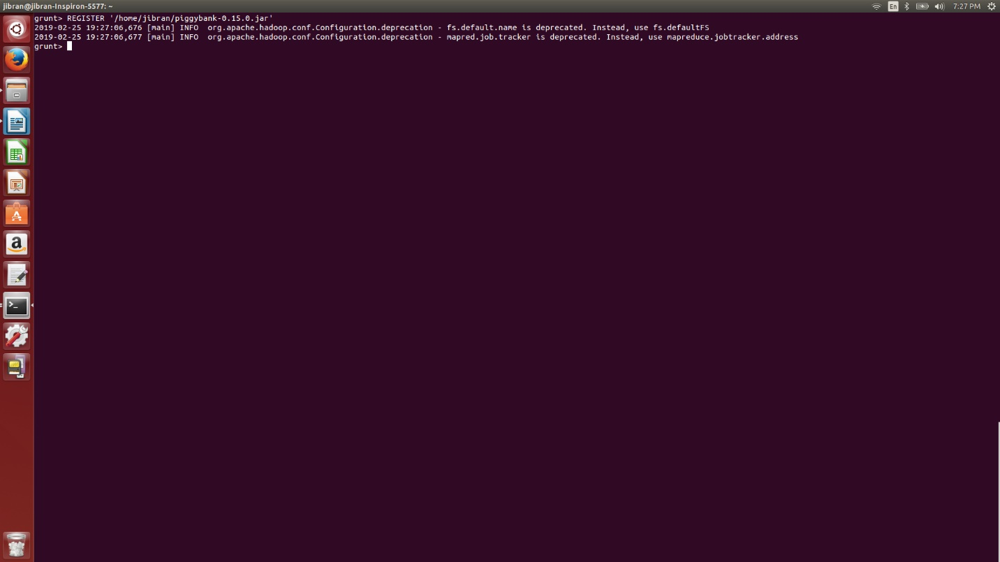 jibran@jibran-Inspiron-5577: ~
En
7:27 PM
grunt> REGISTER '/home/jibran/piggybank-0.15.0.jar'
2019-02-25 19:27:06,676 [main] INFO  org.apache.hadoop.conf.Configuration.deprecation - fs.default.name is deprecated. Instead, use fs.defaultFS
2019-02-25 19:27:06,677 [main] INFO  org.apache.hadoop.conf.Configuration.deprecation - mapred.job.tracker is deprecated. Instead, use mapreduce.jobtracker.address
grunt>